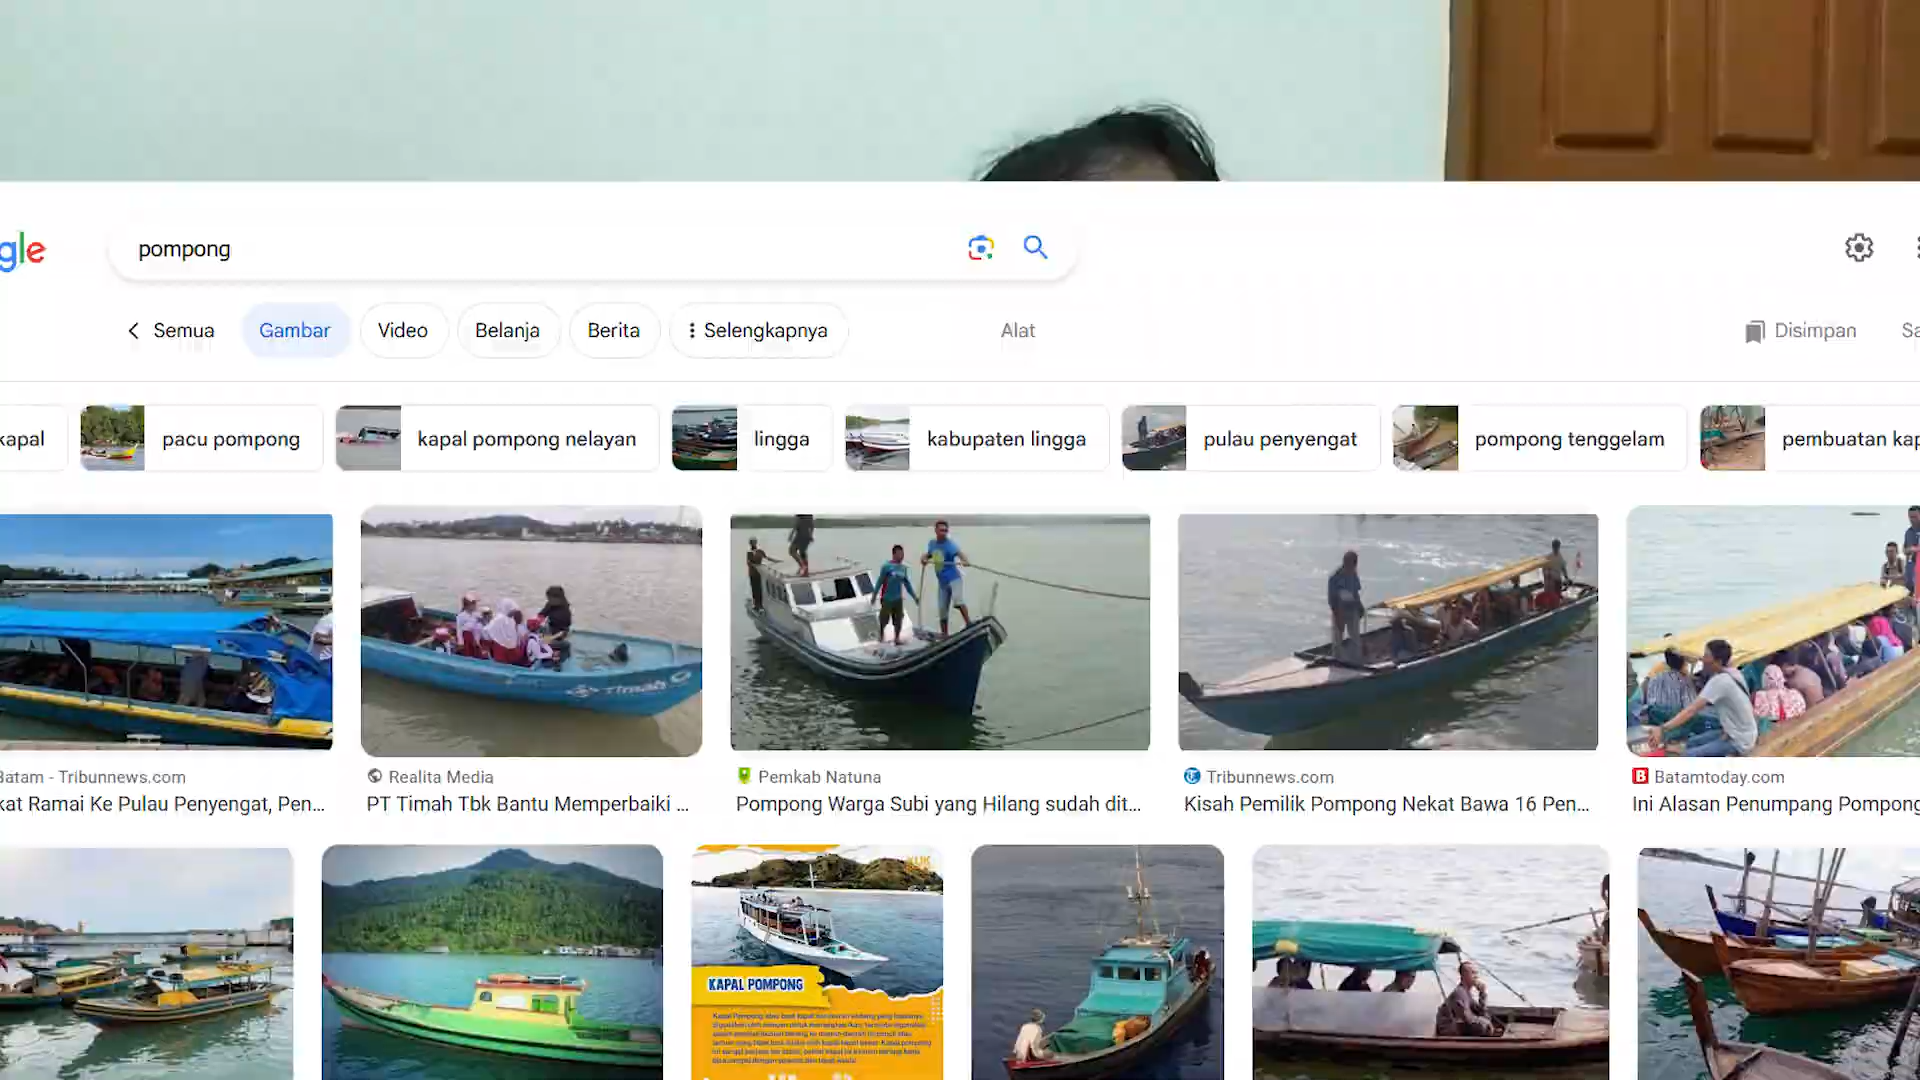 gle
pompong
Semua
Gambar
Video
Belanja
Berita
Selengkapnya
Alat
Disimpan
kapal
pacu pompong
kapal pompong nelayan
lingga
kabupaten lingga
pulau penyengat
pompong tenggelam
pembuatan kap
Timah
Batam - Tribunnews.com
kat Ramai Ke Pulau Penyengat, Pen...
Realita Media
PT Timah Tbk Bantu Memperbaiki ...
Pemkab Natuna
Pompong Warga Subi yang Hilang sudah dit...
Tribunnews.com
Kisah Pemilik Pompong Nekat Bawa 16 Pen...
Batamtoday.com
Ini Alasan Penumpang Pompong
KAPAL POMPONG